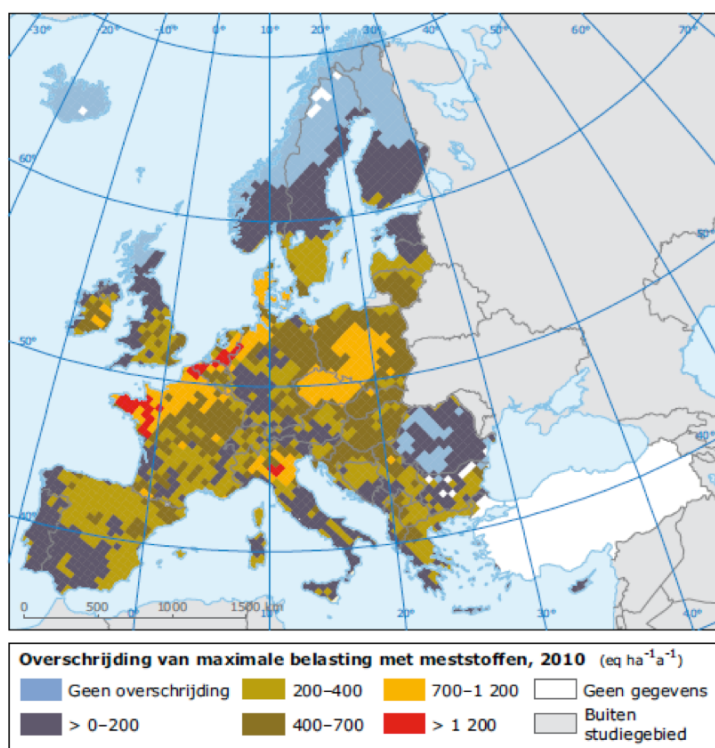 -30° -20° -10° 0° 10° 20° 30° 40° 50° 60° 70°
60°
50°
50°
40°
40°
0 500 1000 1500 km
0° 10° 20° 30° 40°
Overschrijding van maximale belasting met meststoffen, 2010 (eq ha⁻¹a⁻¹)
Geen overschrijding 200–400 700–1 200 Geen gegevens
> 0–200 400–700 > 1 200 Buiten
studiegebied